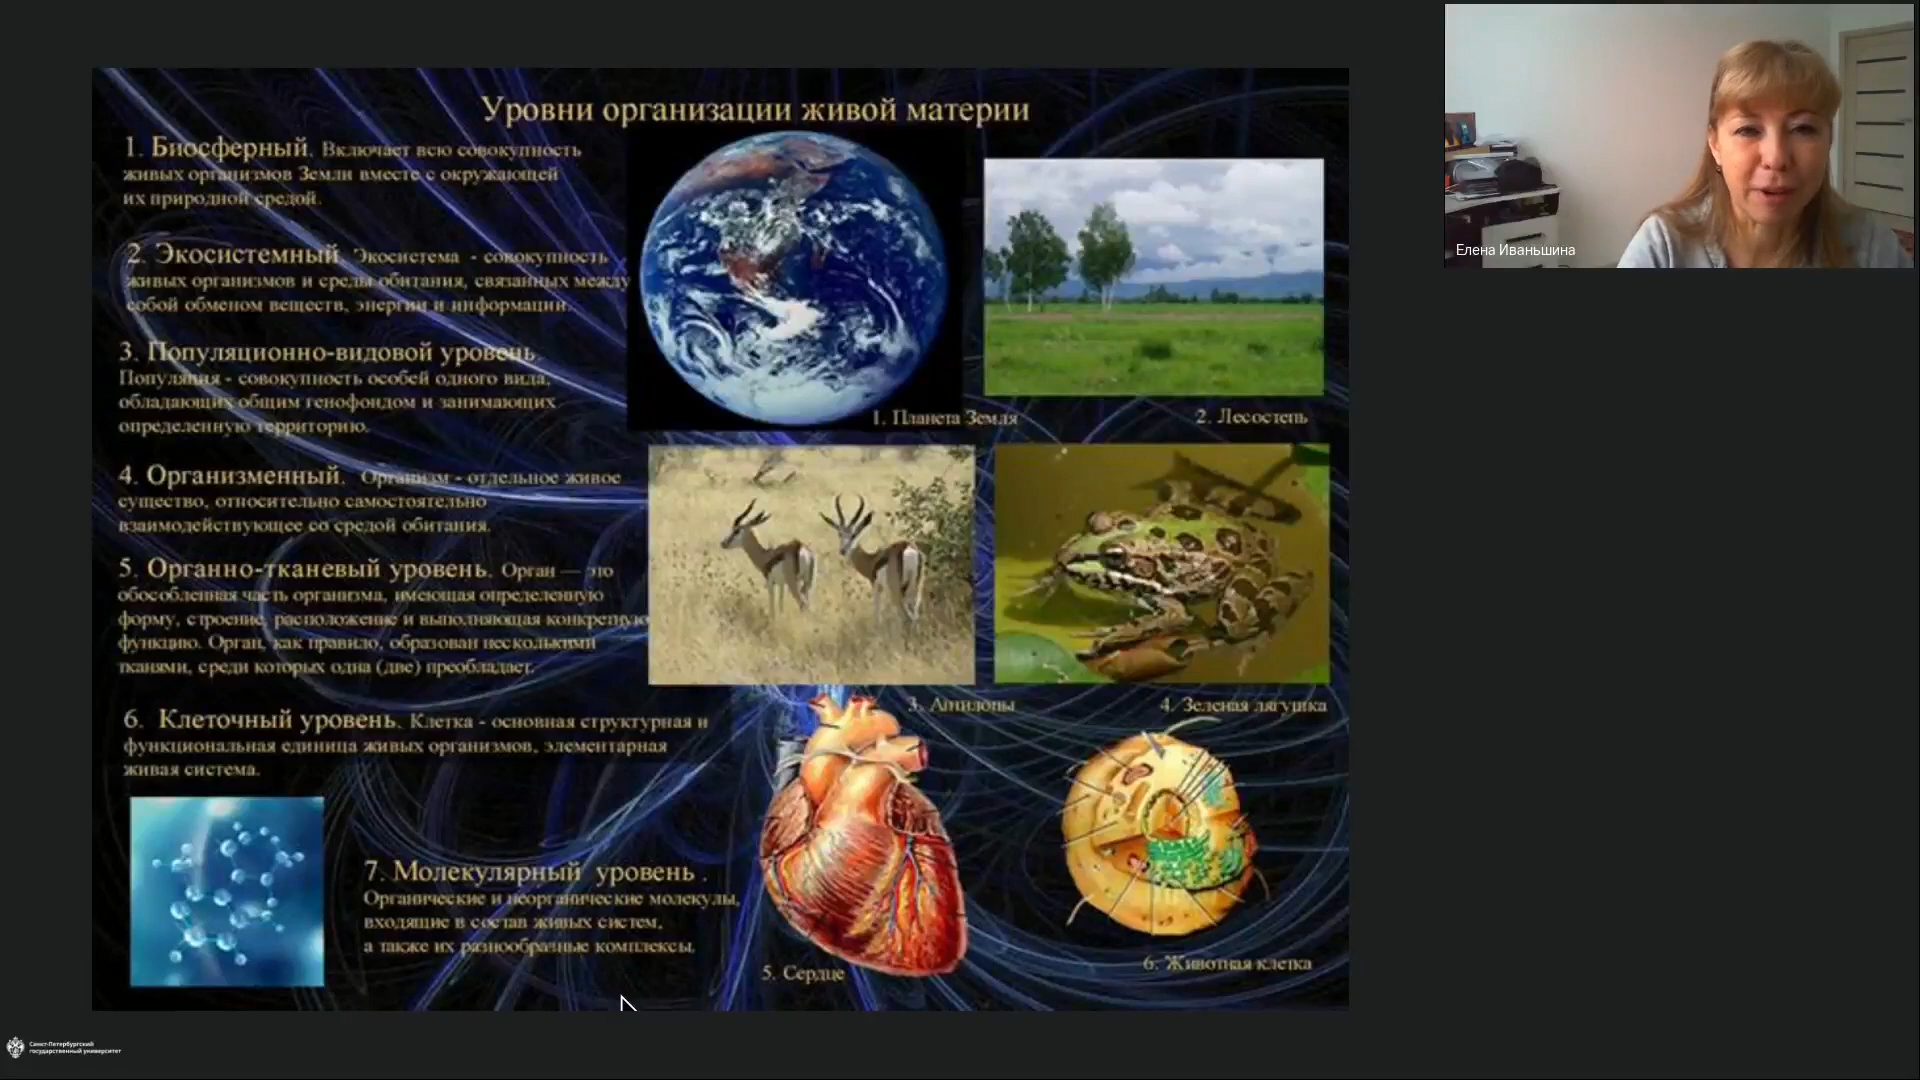 Уровни организации живой материи
1. Биосферный. Включает всю совокупность
живых организмов Земли вместе с окружающей
их природной средой.
2. Экосистемный. Экосистема - совокупность
живых организмов и среды обитания, связанных между
собой обменом веществ, энергии и информации.
3. Популяционно-видовой уровень.
Популяция - совокупность особей одного вида,
обладающих общим генофондом и занимающих
определенную территорию.
4. Организменный. Организм - отдельное живое
существо, относительно самостоятельно
взаимодействующее со средой обитания.
5. Органно-тканевый уровень. Орган — это
обособленная часть организма, имеющая определенную
форму, строение, расположение и выполняющая конкретную
функцию. Орган, как правило, образован несколькими
тканями, среди которых одна (две) преобладает.
6. Клеточный уровень. Клетка - основная структурная и
функциональная единица живых организмов, элементарная
живая система.
7. Молекулярный уровень .
Органические и неорганические молекулы,
входящие в состав живых систем,
а также их разнообразные комплексы.
1. Планета Земля
2. Лесостепь
3. Антилопы
4. Зеленая лягушка
5. Сердце
6. Животная клетка
Елена Иваньшина
Санкт-Петербургский
государственный университет